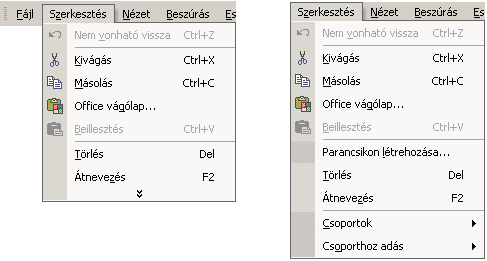 Fájl Szerkesztés Nézet Beszúrás Es
Nem vonható vissza Ctrl+Z
Kivágás Ctrl+X
Másolás Ctrl+C
Office vágólap...
Beillesztés Ctrl+V
Törlés Del
Átnevezés F2
Szerkesztés Nézet Beszúrás Es
Nem vonható vissza Ctrl+Z
Kivágás Ctrl+X
Másolás Ctrl+C
Office vágólap...
Beillesztés Ctrl+V
Parancsikon létrehozása...
Törlés Del
Átnevezés F2
Csoportok
Csoporthoz adás